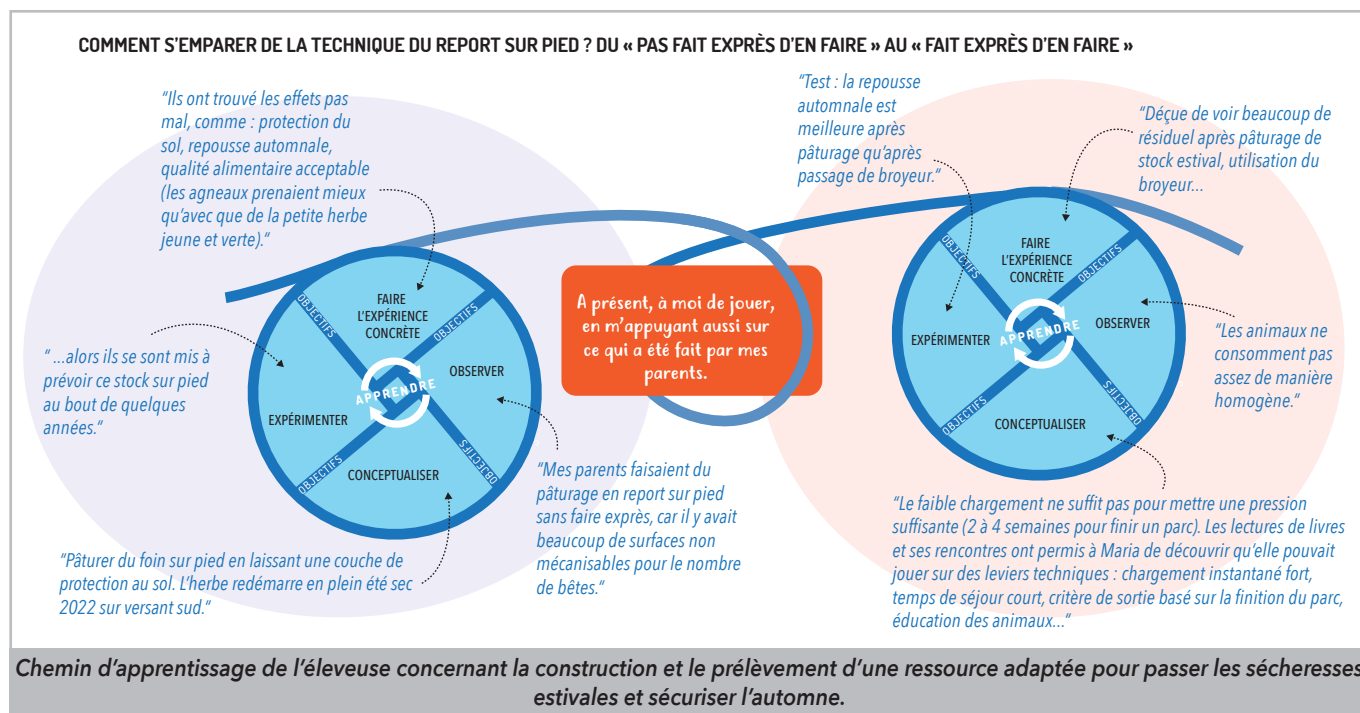 COMMENT S'EMPARER DE LA TECHNIQUE DU REPORT SUR PIED ? DU « PAS FAIT EXPRÈS D'EN FAIRE » AU « FAIT EXPRÈS D'EN FAIRE »
"Ils ont trouvé les effets pas
mal, comme : protection du
sol, repousse automnale,
qualité alimentaire acceptable
(les agneaux prenaient mieux
qu'avec que de la petite herbe
jeune et verte)."
" ...alors ils se sont mis à
prévoir ce stock sur pied
au bout de quelques
années."
FAIRE
L'EXPÉRIENCE
CONCRÈTE
OBJECTIFS
OBJECTIFS
OBSERVER
APPRENDRE
EXPÉRIMENTER
OBJECTIFS
OBJECTIFS
CONCEPTUALISER
"Mes parents faisaient du
pâturage en report sur pied
sans faire exprès, car il y avait
beaucoup de surfaces non
mécanisables pour le nombre
de bêtes."
"Pâturer du foin sur pied en laissant une couche de
protection au sol. L'herbe redémarre en plein été sec
2022 sur versant sud."
A présent, à moi de jouer,
en m'appuyant aussi sur
ce qui a été fait par mes
parents.
"Test : la repousse
automnale est
meilleure après
pâturage qu'après
passage de broyeur."
"Déçue de voir beaucoup de
résiduel après pâturage de
stock estival, utilisation du
broyeur...
FAIRE
L'EXPÉRIENCE
CONCRÈTE
OBJECTIFS
OBJECTIFS
OBSERVER
APPRENDRE
EXPÉRIMENTER
OBJECTIFS
OBJECTIFS
CONCEPTUALISER
"Les animaux ne
consomment pas
assez de manière
homogène."
"Le faible chargement ne suffit pas pour mettre une pression
suffisante (2 à 4 semaines pour finir un parc). Les lectures de livres
et ses rencontres ont permis à Maria de découvrir qu'elle pouvait
jouer sur des leviers techniques : chargement instantané fort,
temps de séjour court, critère de sortie basé sur la finition du parc,
éducation des animaux..."
Chemin d'apprentissage de l'éleveuse concernant la construction et le prélèvement d'une ressource adaptée pour passer les sécheresses
estivales et sécuriser l'automne.